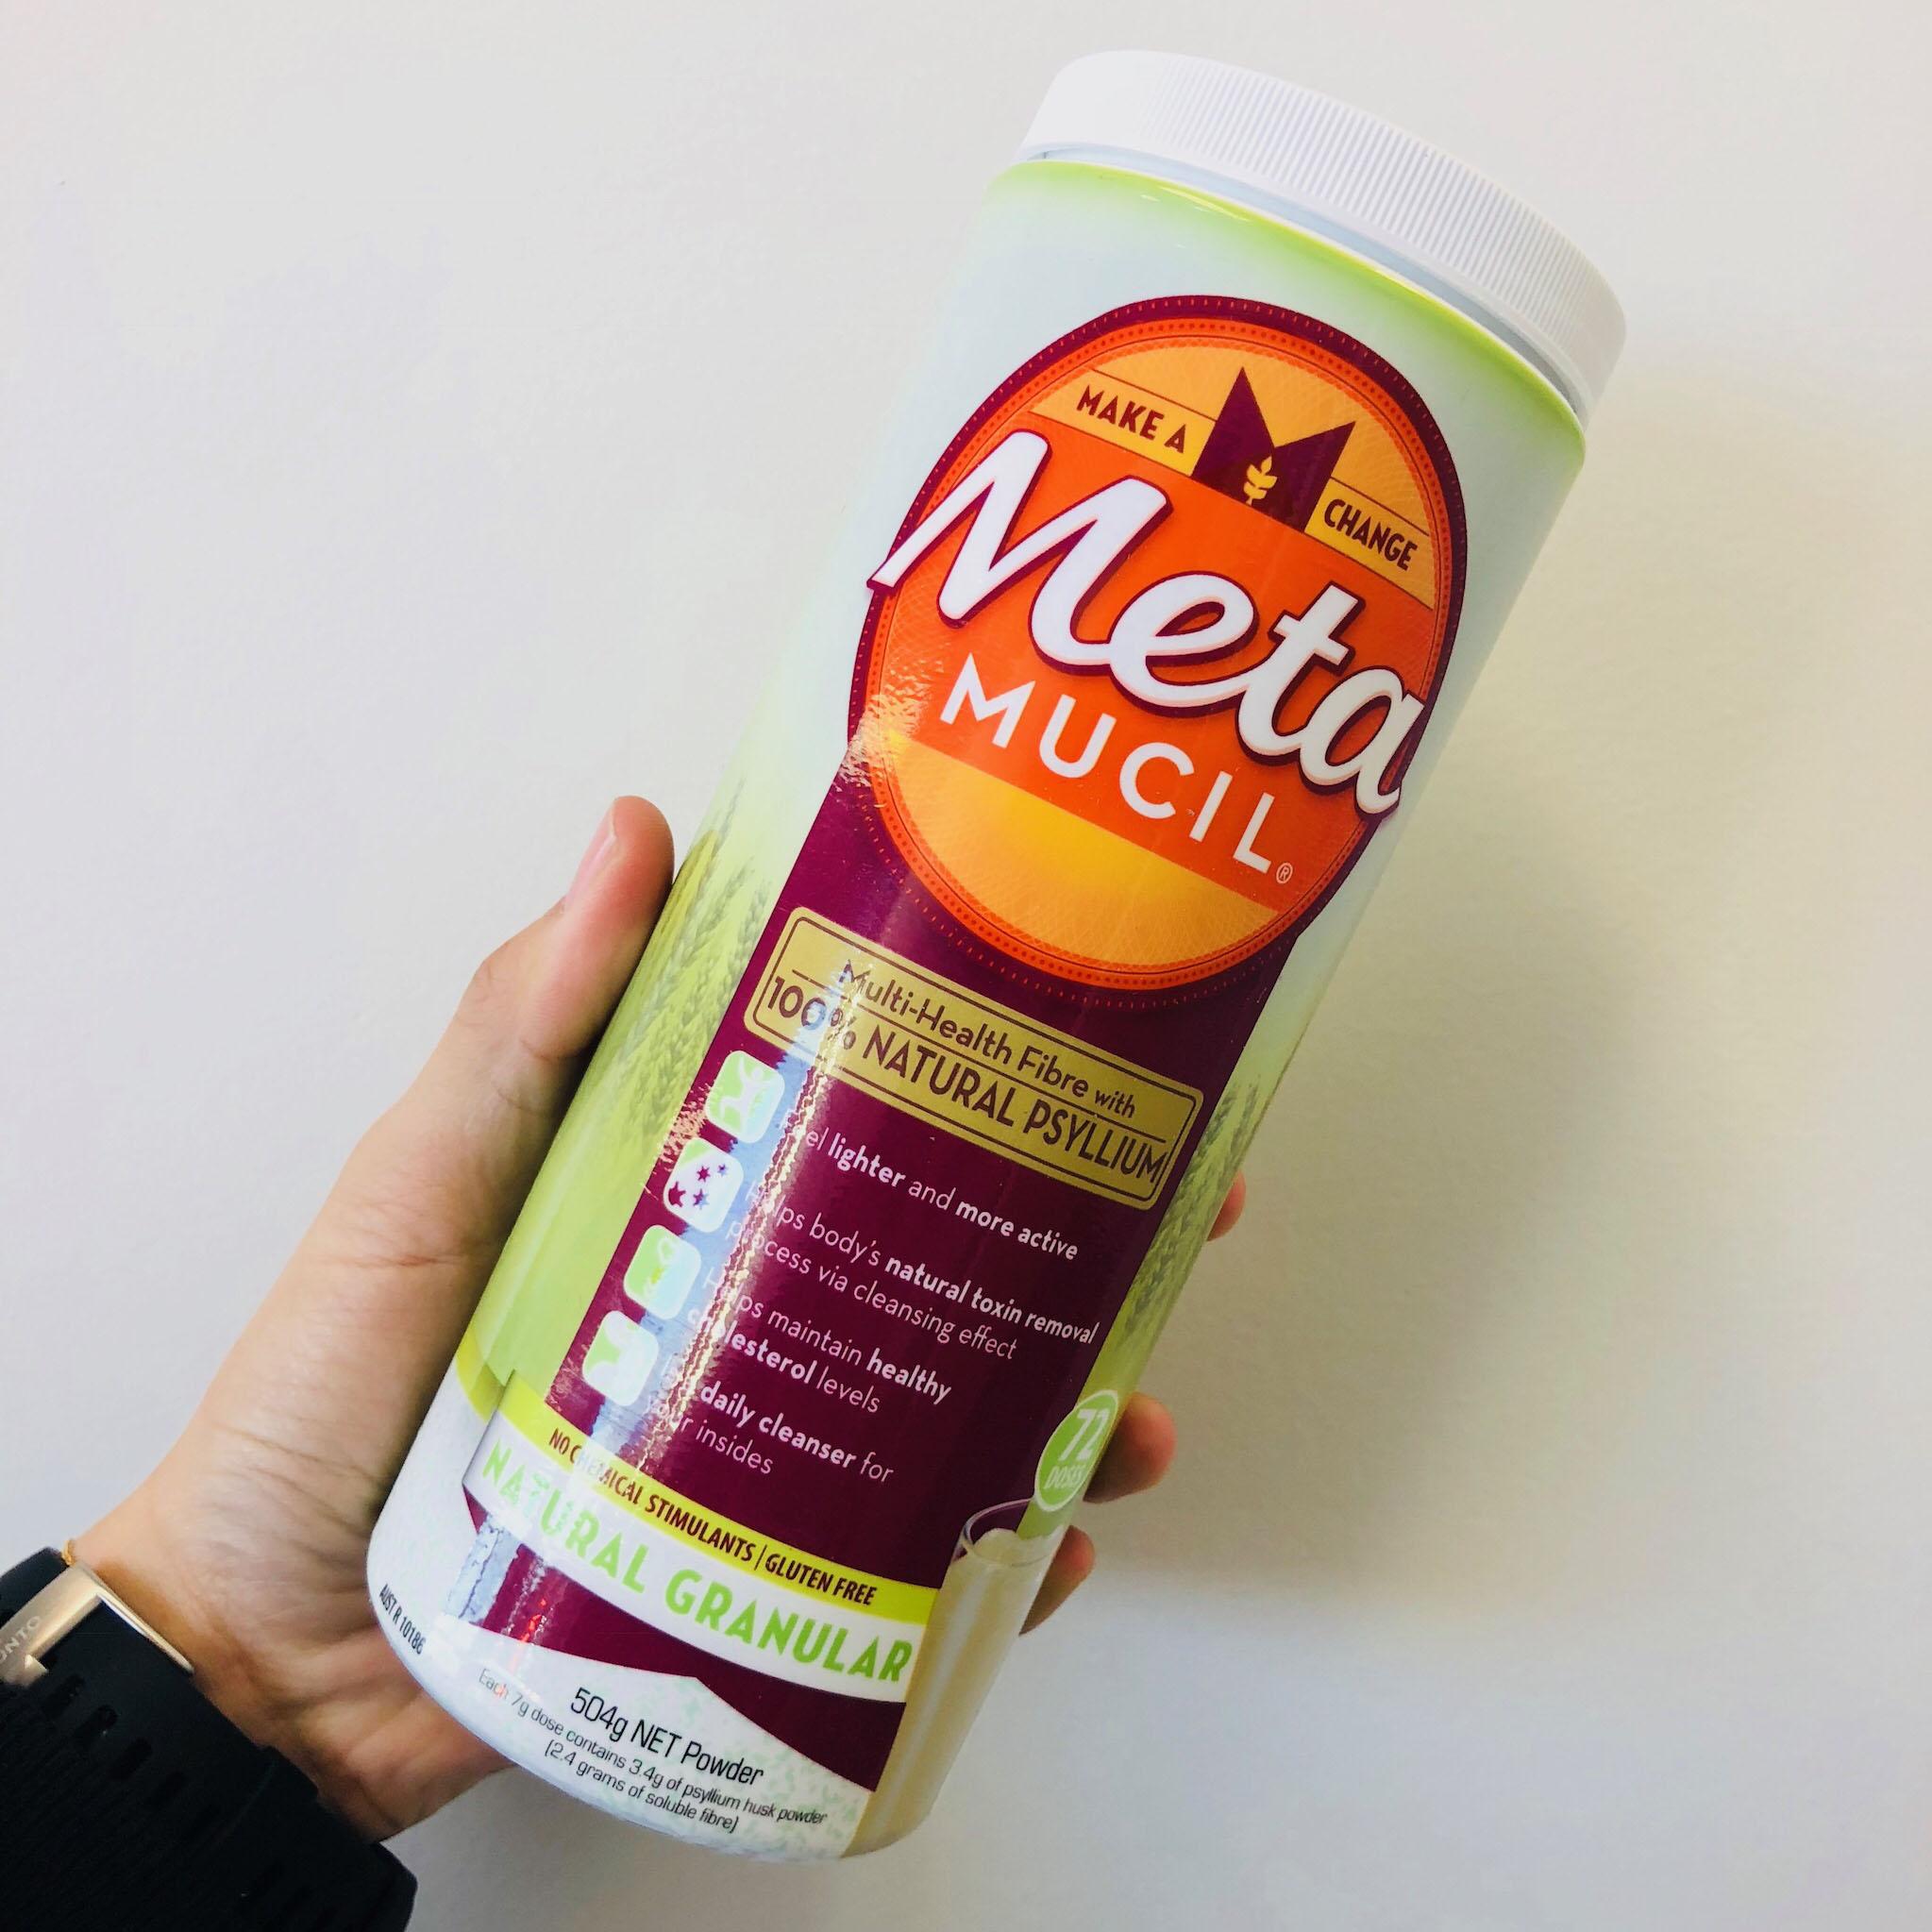 MAKE A CHANGE
Meta
MUCIL®
Multi-Health Fibre with
100% NATURAL PSYLLIUM
lighter and more active
Helps body's natural toxin removal
process via cleansing effect
Helps maintain healthy
cholesterol levels
daily cleanser for
your insides
72
DOSES
NO CHEMICAL STIMULANTS | GLUTEN FREE
NATURAL GRANULAR
AUST R 10186
504g NET Powder
Each 7g dose contains 3.4g of psyllium husk powder
(2.4 grams of soluble fibre)